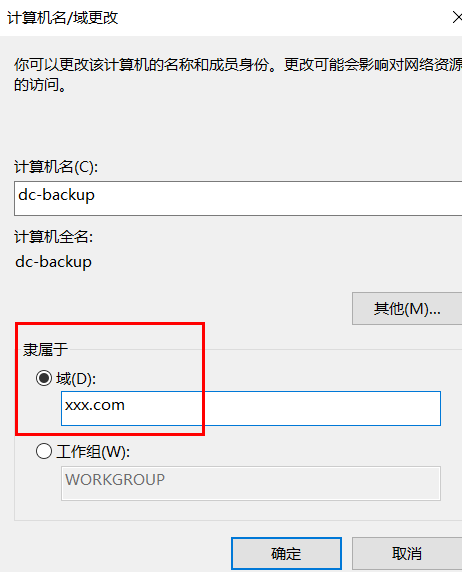 计算机名/域更改
你可以更改该计算机的名称和成员身份。更改可能会影响对网络资源
的访问。
计算机名(C):
dc-backup
计算机全名:
dc-backup
其他(M)...
隶属于
域(D):
xxx.com
工作组(W):
WORKGROUP
确定
取消